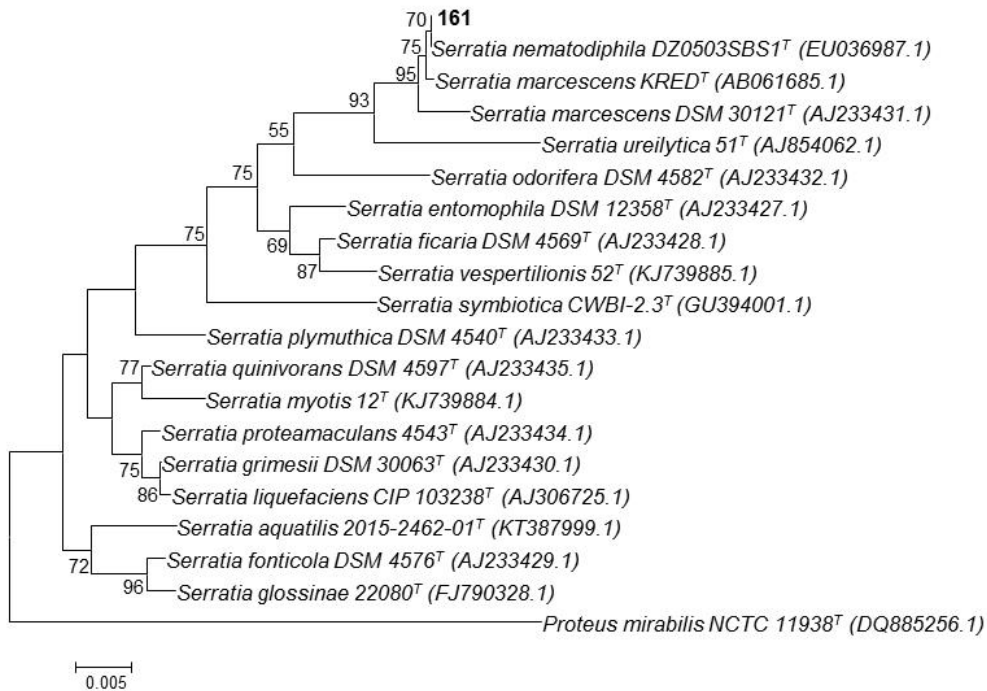 70 161
75 Serratia nematodiphila DZ0503SBS1ᵀ (EU036987.1)
95 Serratia marcescens KREDᵀ (AB061685.1)
93 Serratia marcescens DSM 30121ᵀ (AJ233431.1)
55 Serratia ureilytica 51ᵀ (AJ854062.1)
75 Serratia odorifera DSM 4582ᵀ (AJ233432.1)
Serratia entomophila DSM 12358ᵀ (AJ233427.1)
75 69 Serratia ficaria DSM 4569ᵀ (AJ233428.1)
87 Serratia vespertilionis 52ᵀ (KJ739885.1)
Serratia symbiotica CWBI-2.3ᵀ (GU394001.1)
Serratia plymuthica DSM 4540ᵀ (AJ233433.1)
77 Serratia quinivorans DSM 4597ᵀ (AJ233435.1)
Serratia myotis 12ᵀ (KJ739884.1)
Serratia proteamaculans 4543ᵀ (AJ233434.1)
75 Serratia grimesii DSM 30063ᵀ (AJ233430.1)
86 Serratia liquefaciens CIP 103238ᵀ (AJ306725.1)
Serratia aquatilis 2015-2462-01ᵀ (KT387999.1)
72 Serratia fonticola DSM 4576ᵀ (AJ233429.1)
96 Serratia glossinae 22080ᵀ (FJ790328.1)
Proteus mirabilis NCTC 11938ᵀ (DQ885256.1)
0.005